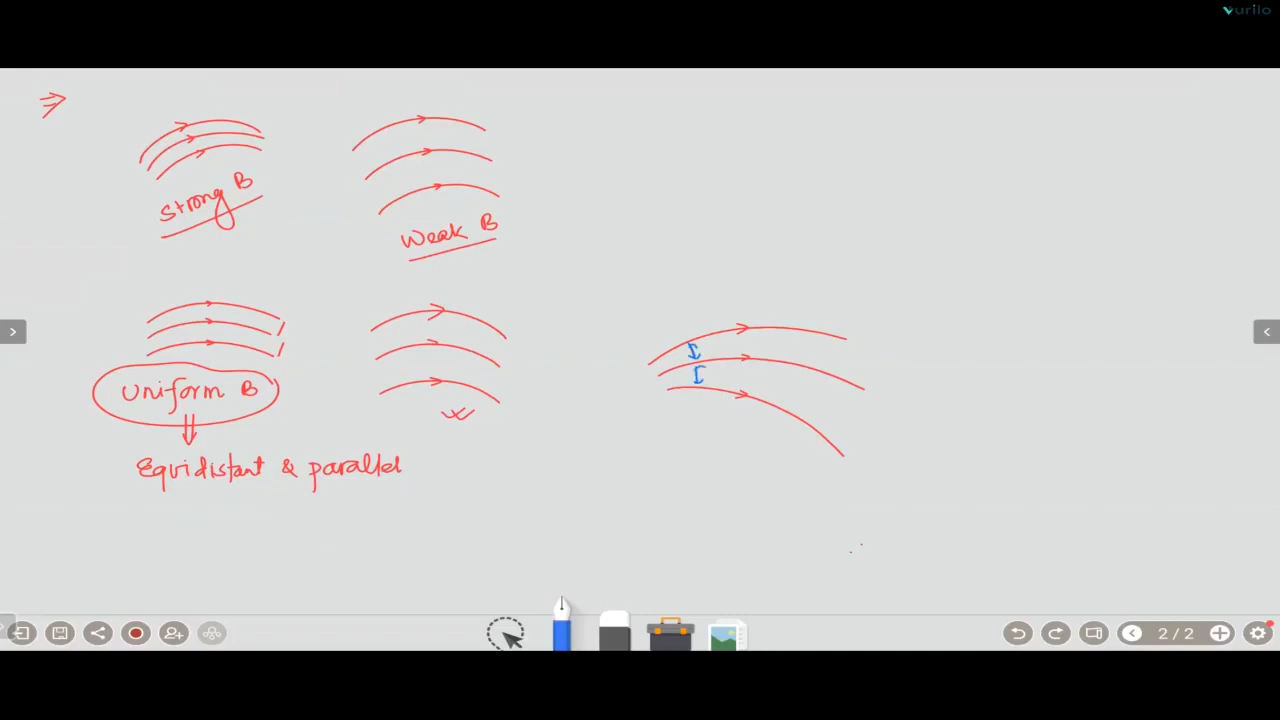 Vurilo
Strong B
Weak B
Uniform B
Equidistant & parallel
2/2